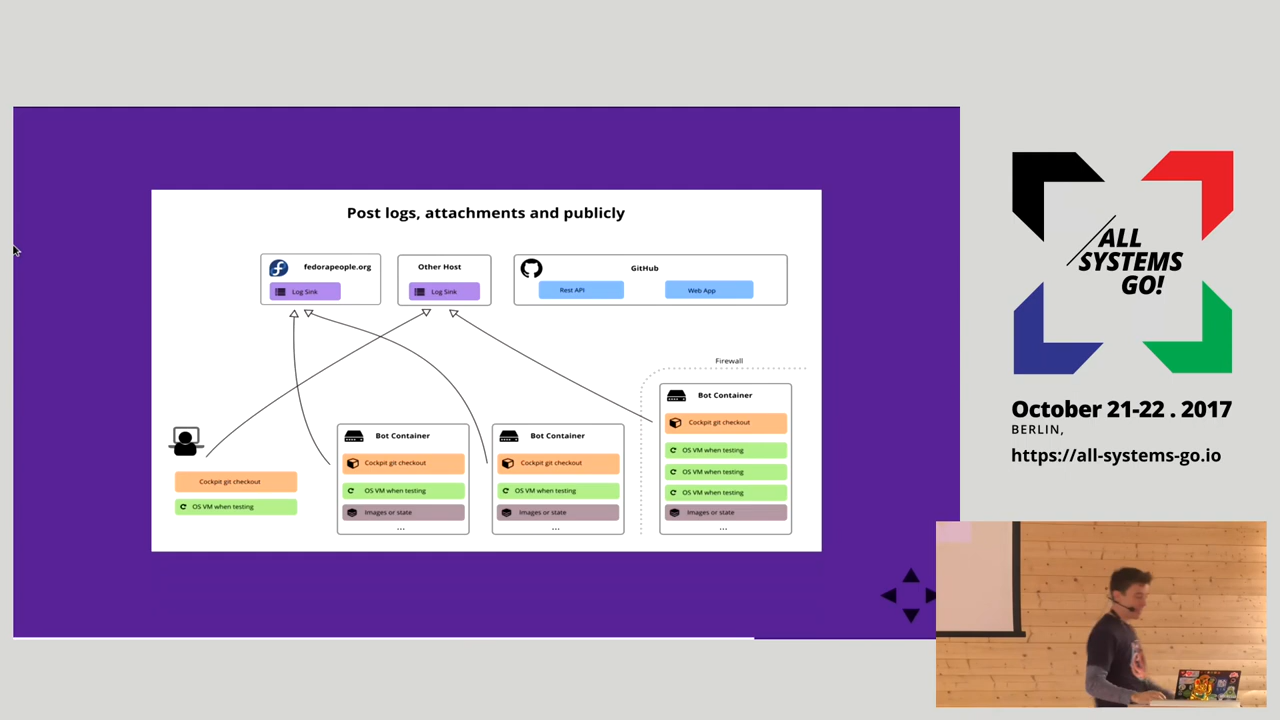 Post logs, attachments and publicly
fedorapeople.org
Log Sink
Other Host
Log Sink
GitHub
Rest API
Web App
Firewall
Cockpit git checkout
OS VM when testing
Bot Container
Cockpit git checkout
OS VM when testing
Images or state
...
Bot Container
Cockpit git checkout
OS VM when testing
Images or state
...
Bot Container
Cockpit git checkout
OS VM when testing
OS VM when testing
OS VM when testing
Images or state
...
ALL
SYSTEMS
GO!
October 21-22 . 2017
BERLIN,
https://all-systems-go.io